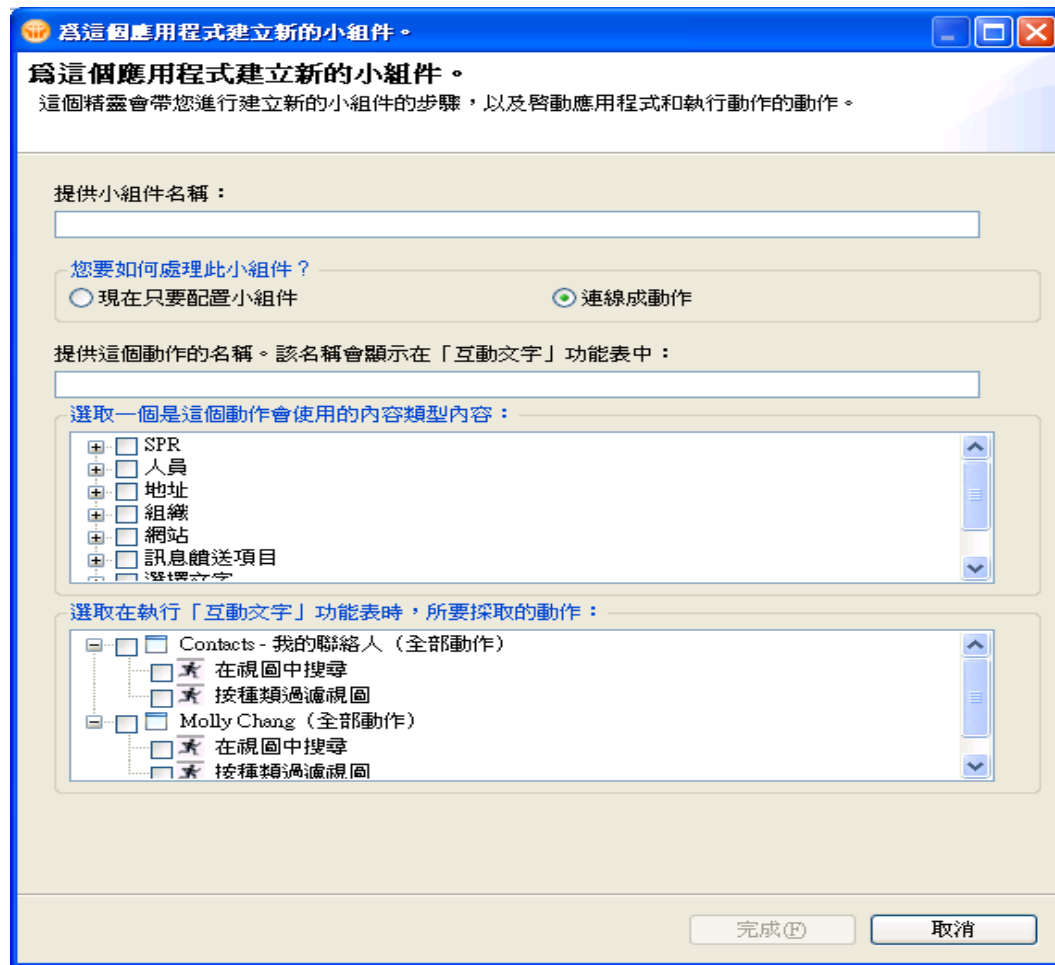 為這個應用程式建立新的小組件。
為這個應用程式建立新的小組件。
這個精靈會帶您進行建立新的小組件的步驟，以及啓動應用程式和執行動作的動作。
提供小組件名稱：
您要如何處理此小組件？
現在只要配置小組件
連線成動作
提供這個動作的名稱。該名稱會顯示在「互動文字」功能表中：
選取一個是這個動作會使用的內容類型內容：
SPR
人員
地址
組織
網站
訊息饋送項目
選擇文字
選取在執行「互動文字」功能表時，所要採取的動作：
Contacts - 我的聯絡人（全部動作）
在視圖中搜尋
按種類過濾視圖
Molly Chang（全部動作）
在視圖中搜尋
按種類過濾視圖
完成(F)
取消